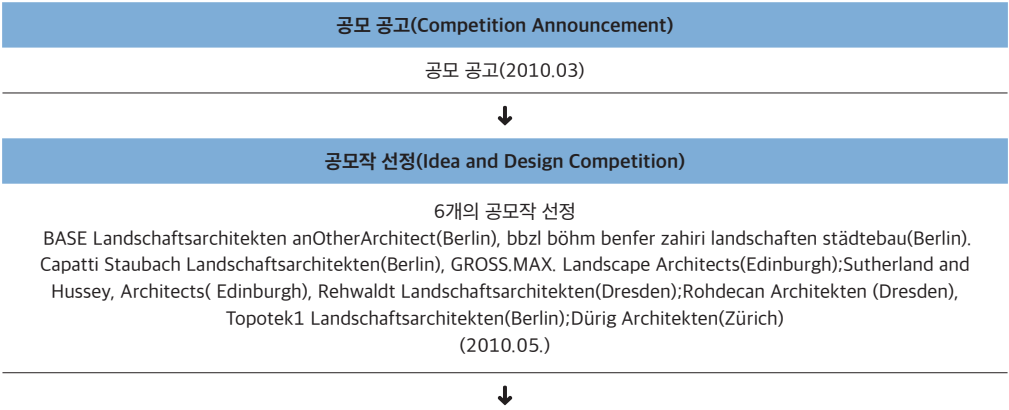 공모 공고(Competition Announcement)
공모 공고(2010.03)
공모작 선정(Idea and Design Competition)
6개의 공모작 선정
BASE Landschaftsarchitekten anOtherArchitect(Berlin), bbzl böhm benfer zahiri landschaften städtebau(Berlin).
Capatti Staubach Landschaftsarchitekten(Berlin), GROSS.MAX. Landscape Architects(Edinburgh);Sutherland and
Hussey, Architects( Edinburgh), Rehwaldt Landschaftsarchitekten(Dresden);Rohdecan Architekten (Dresden),
Topotek1 Landschaftsarchitekten(Berlin);Dürig Architekten(Zürich)
(2010.05.)